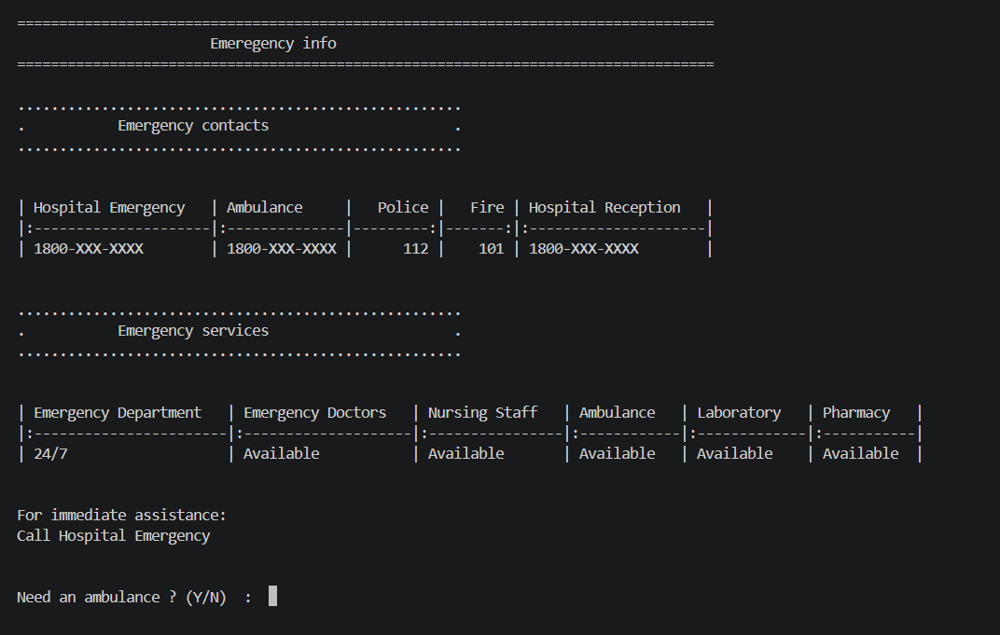 ===================================================================================
Emeregency info
===================================================================================
.....................................................
. Emergency contacts .
.....................................................
| Hospital Emergency | Ambulance | Police | Fire | Hospital Reception |
|:---------------------|:--------------|---------:|-------:|:---------------------|
| 1800-XXX-XXXX | 1800-XXX-XXXX | 112 | 101 | 1800-XXX-XXXX |
.....................................................
. Emergency services .
.....................................................
| Emergency Department | Emergency Doctors | Nursing Staff | Ambulance | Laboratory | Pharmacy |
|:-----------------------|:--------------------|:----------------|:------------|:-------------|:-----------|
| 24/7 | Available | Available | Available | Available | Available |
For immediate assistance:
Call Hospital Emergency
Need an ambulance ? (Y/N) :